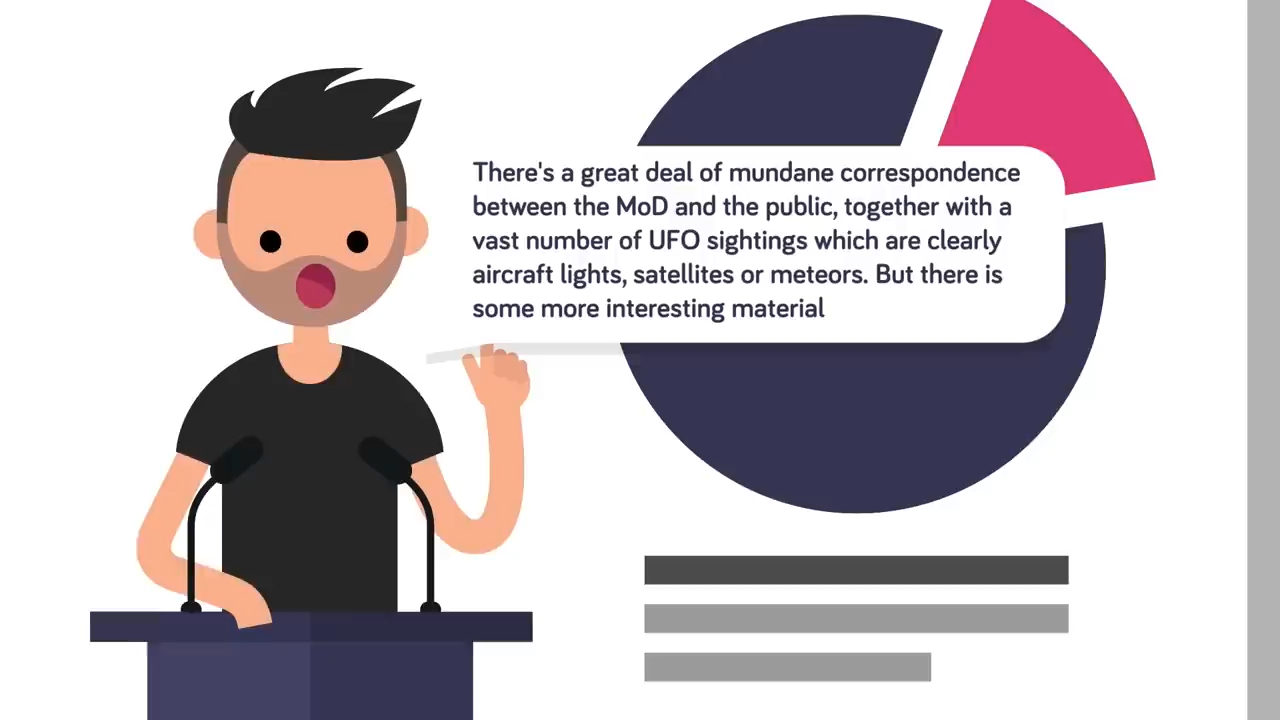 There's a great deal of mundane correspondence
between the MoD and the public, together with a
vast number of UFO sightings which are clearly
aircraft lights, satellites or meteors. But there is
some more interesting material